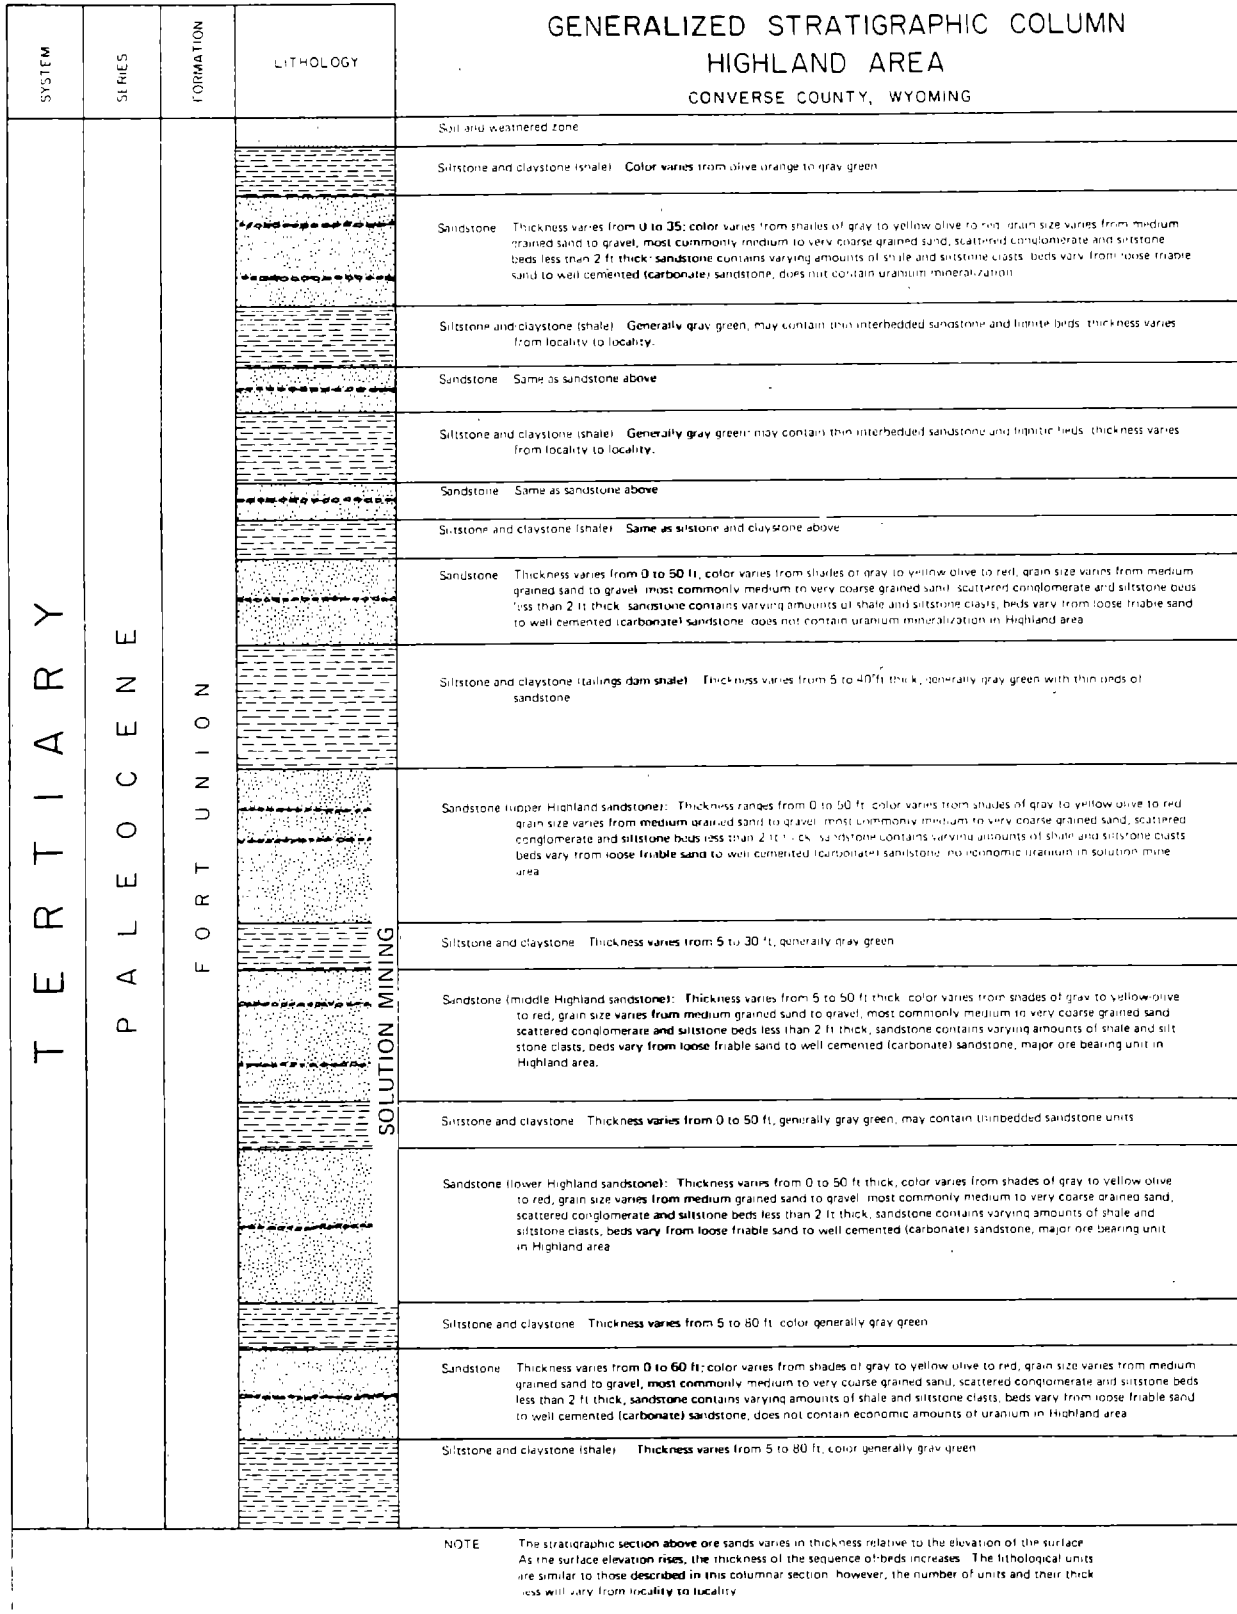 GENERALIZED STRATIGRAPHIC COLUMN
HIGHLAND AREA
CONVERSE COUNTY, WYOMING
SYSTEM
SERIES
FORMATION
LITHOLOGY
TERTIARY
PALEOCENE
FORT UNION
SOLUTION MINING
Soil and weathered zone
Siltstone and claystone (shale) Color varies from olive orange to gray green
Sandstone Thickness varies from 0 to 35; color varies from shades of gray to yellow olive to red, grain size varies from medium
grained sand to gravel, most commonly medium to very coarse grained sand, scattered conglomerate and siltstone
beds less than 2 ft thick; sandstone contains varying amounts of shale and siltstone clasts, beds vary from loose friable
sand to well cemented (carbonate) sandstone, does not contain uranium mineralization
Siltstone and claystone (shale) Generally gray green, may contain thin interbedded sandstone and lignite beds, thickness varies
from locality to locality.
Sandstone Same as sandstone above
Siltstone and claystone (shale) Generally gray green; may contain thin interbedded sandstone and lignitic beds, thickness varies
from locality to locality.
Sandstone Same as sandstone above
Siltstone and claystone (shale) Same as silstone and claystone above
Sandstone Thickness varies from 0 to 50 ft, color varies from shades of gray to yellow olive to red, grain size varies from medium
grained sand to gravel, most commonly medium to very coarse grained sand, scattered conglomerate and siltstone beds
less than 2 ft thick, sandstone contains varying amounts of shale and siltstone clasts, beds vary from loose friable sand
to well cemented (carbonate) sandstone, does not contain uranium mineralization in Highland area
Siltstone and claystone (tailings dam shale) Thickness varies from 5 to 40 ft thick, generally gray green with thin beds of
sandstone
Sandstone (upper Highland sandstone): Thickness ranges from 0 to 50 ft color varies from shades of gray to yellow olive to red
grain size varies from medium grained sand to gravel, most commonly medium to very coarse grained sand, scattered
conglomerate and siltstone beds less than 2 ft thick, sandstone contains varying amounts of shale and siltstone clasts
beds vary from loose friable sand to well cemented (carbonate) sandstone, no economic uranium in solution mine
area
Siltstone and claystone Thickness varies from 5 to 30 ft, generally gray green
Sandstone (middle Highland sandstone): Thickness varies from 5 to 50 ft thick color varies from shades of gray to yellow-olive
to red, grain size varies from medium grained sand to gravel, most commonly medium to very coarse grained sand
scattered conglomerate and siltstone beds less than 2 ft thick, sandstone contains varying amounts of shale and silt
stone clasts, beds vary from loose friable sand to well cemented (carbonate) sandstone, major ore bearing unit in
Highland area.
Siltstone and claystone Thickness varies from 0 to 50 ft, generally gray green, may contain thinbedded sandstone units
Sandstone (lower Highland sandstone): Thickness varies from 0 to 50 ft thick, color varies from shades of gray to yellow olive
to red, grain size varies from medium grained sand to gravel most commonly medium to very coarse grained sand,
scattered conglomerate and siltstone beds less than 2 ft thick, sandstone contains varying amounts of shale and
siltstone clasts, beds vary from loose friable sand to well cemented (carbonate) sandstone, major ore bearing unit
in Highland area
Siltstone and claystone Thickness varies from 5 to 80 ft color generally gray green
Sandstone Thickness varies from 0 to 60 ft; color varies from shades of gray to yellow olive to red, grain size varies from medium
grained sand to gravel, most commonly medium to very coarse grained sand, scattered conglomerate and siltstone beds
less than 2 ft thick, sandstone contains varying amounts of shale and siltstone clasts, beds vary from loose friable sand
to well cemented (carbonate) sandstone, does not contain economic amounts of uranium in Highland area
Siltstone and claystone (shale) Thickness varies from 5 to 80 ft, color generally gray green
NOTE The stratigraphic section above ore sands varies in thickness relative to the elevation of the surface
As the surface elevation rises, the thickness of the sequence of beds increases The lithological units
are similar to those described in this columnar section however, the number of units and their thick
ness will vary from locality to locality